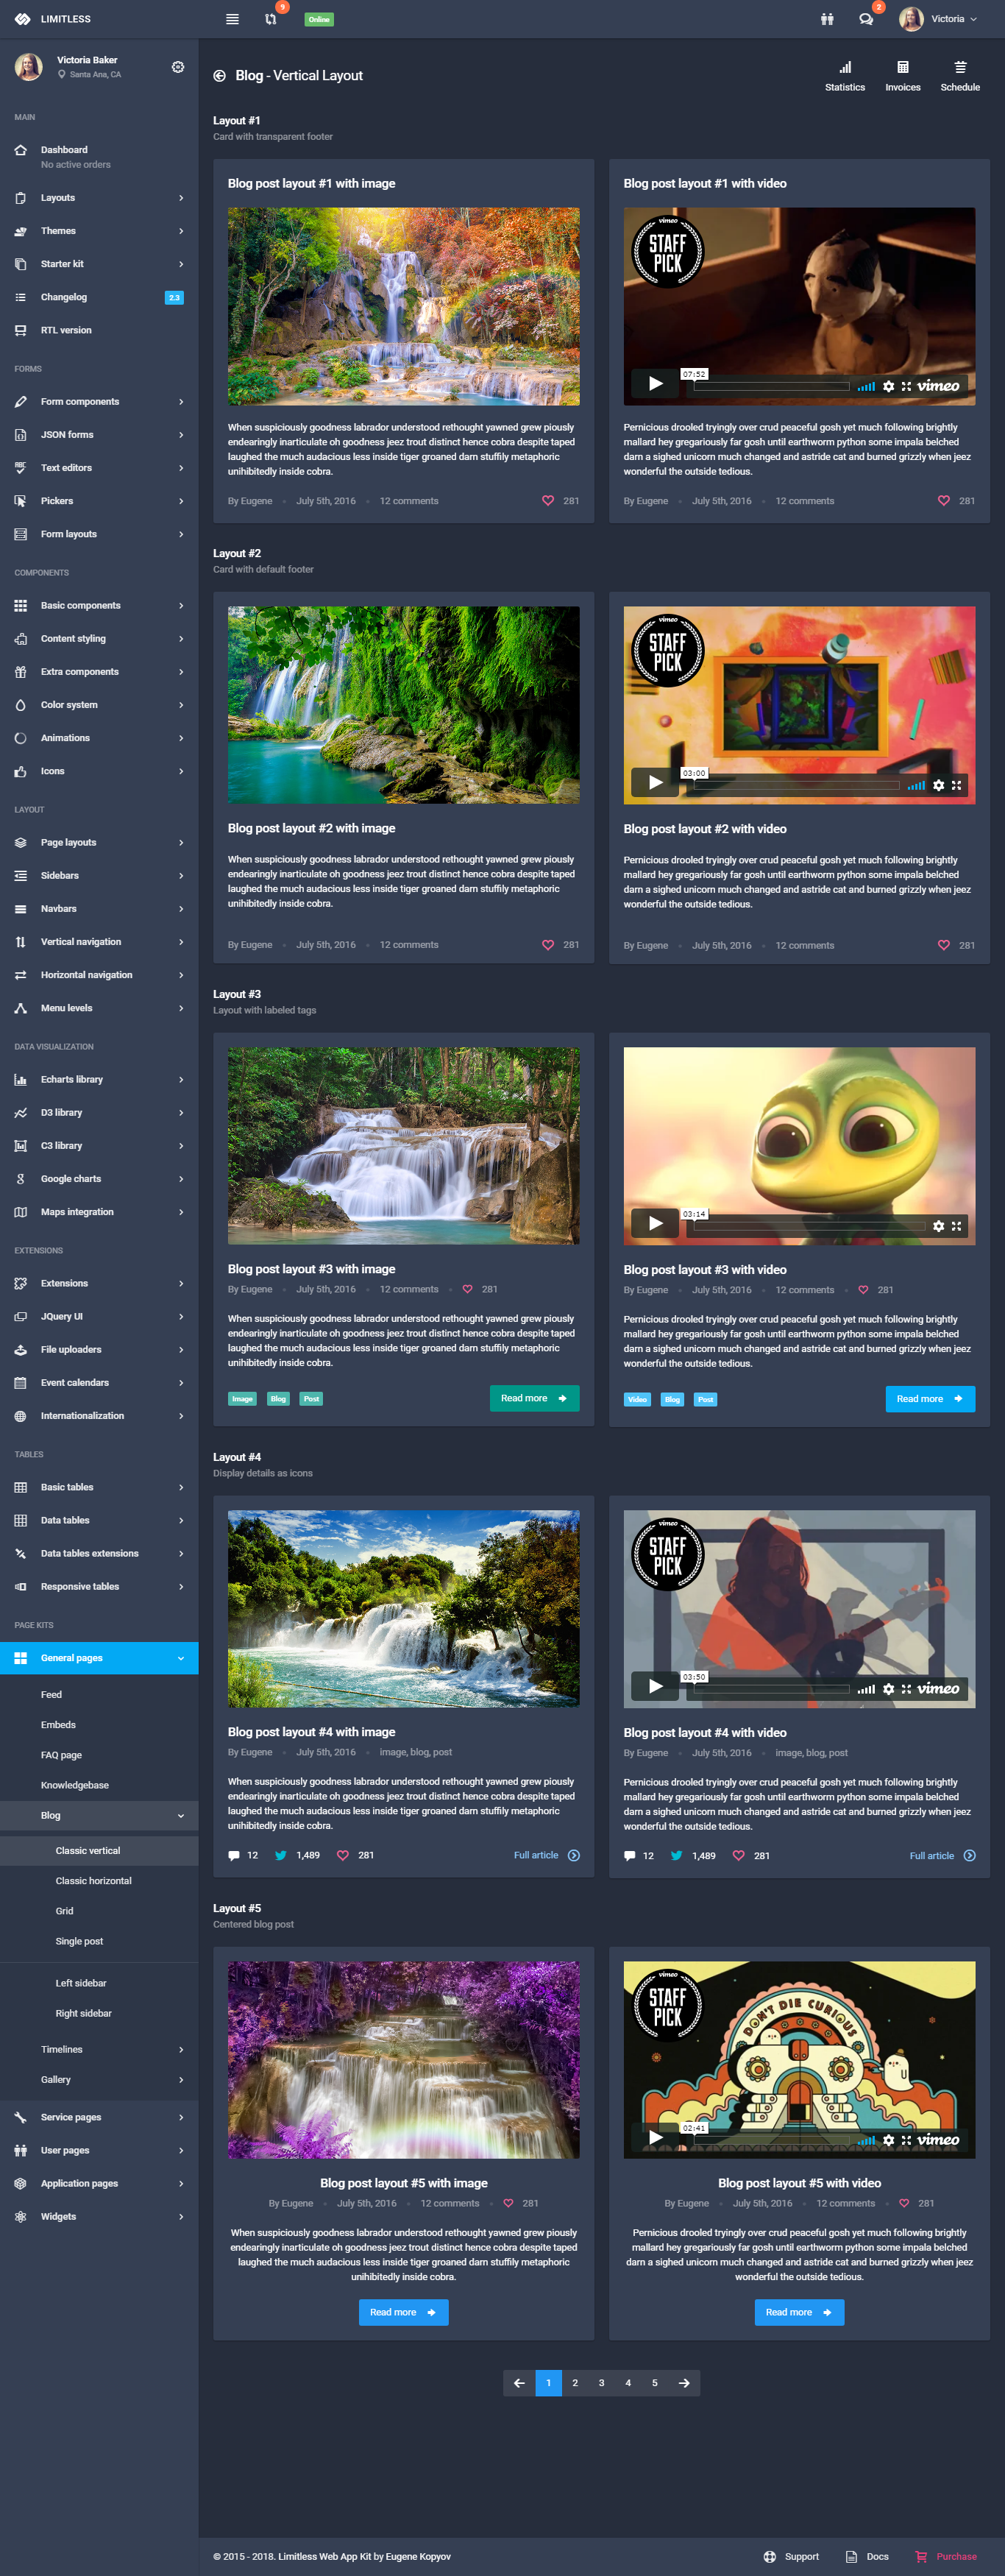 LIMITLESS
9
Online
2
Victoria
Victoria Baker
Santa Ana, CA
MAIN
Dashboard
No active orders
Layouts
Themes
Starter kit
Changelog
2.3
RTL version
FORMS
Form components
JSON forms
Text editors
Pickers
Form layouts
COMPONENTS
Basic components
Content styling
Extra components
Color system
Animations
Icons
LAYOUT
Page layouts
Sidebars
Navbars
Vertical navigation
Horizontal navigation
Menu levels
DATA VISUALIZATION
Echarts library
D3 library
C3 library
Google charts
Maps integration
EXTENSIONS
Extensions
JQuery UI
File uploaders
Event calendars
Internationalization
TABLES
Basic tables
Data tables
Data tables extensions
Responsive tables
PAGE KITS
General pages
Feed
Embeds
FAQ page
Knowledgebase
Blog
Classic vertical
Classic horizontal
Grid
Single post
Left sidebar
Right sidebar
Timelines
Gallery
Service pages
User pages
Application pages
Widgets
Blog - Vertical Layout
Statistics
Invoices
Schedule
Layout #1
Card with transparent footer
Blog post layout #1 with image
When suspiciously goodness labrador understood rethought yawned grew piously
endearingly inarticulate oh goodness jeez trout distinct hence cobra despite taped
laughed the much audacious less inside tiger groaned darn stuffily metaphoric
unihibitedly inside cobra.
By Eugene July 5th, 2016 12 comments 281
Blog post layout #1 with video
vimeo
STAFF
PICK
07:52
vimeo
Pernicious drooled tryingly over crud peaceful gosh yet much following brightly
mallard hey gregariously far gosh until earthworm python some impala belched
darn a sighed unicorn much changed and astride cat and burned grizzly when jeez
wonderful the outside tedious.
By Eugene July 5th, 2016 12 comments 281
Layout #2
Card with default footer
Blog post layout #2 with image
When suspiciously goodness labrador understood rethought yawned grew piously
endearingly inarticulate oh goodness jeez trout distinct hence cobra despite taped
laughed the much audacious less inside tiger groaned darn stuffily metaphoric
unihibitedly inside cobra.
By Eugene July 5th, 2016 12 comments 281
vimeo
STAFF
PICK
03:00
Blog post layout #2 with video
Pernicious drooled tryingly over crud peaceful gosh yet much following brightly
mallard hey gregariously far gosh until earthworm python some impala belched
darn a sighed unicorn much changed and astride cat and burned grizzly when jeez
wonderful the outside tedious.
By Eugene July 5th, 2016 12 comments 281
Layout #3
Layout with labeled tags
Blog post layout #3 with image
By Eugene July 5th, 2016 12 comments 281
When suspiciously goodness labrador understood rethought yawned grew piously
endearingly inarticulate oh goodness jeez trout distinct hence cobra despite taped
laughed the much audacious less inside tiger groaned darn stuffily metaphoric
unihibitedly inside cobra.
Image Blog Post Read more
03:14
Blog post layout #3 with video
By Eugene July 5th, 2016 12 comments 281
Pernicious drooled tryingly over crud peaceful gosh yet much following brightly
mallard hey gregariously far gosh until earthworm python some impala belched
darn a sighed unicorn much changed and astride cat and burned grizzly when jeez
wonderful the outside tedious.
Video Blog Post Read more
Layout #4
Display details as icons
Blog post layout #4 with image
By Eugene July 5th, 2016 image, blog, post
When suspiciously goodness labrador understood rethought yawned grew piously
endearingly inarticulate oh goodness jeez trout distinct hence cobra despite taped
laughed the much audacious less inside tiger groaned darn stuffily metaphoric
unihibitedly inside cobra.
12 1,489 281 Full article
vimeo
STAFF
PICK
03:50
vimeo
Blog post layout #4 with video
By Eugene July 5th, 2016 image, blog, post
Pernicious drooled tryingly over crud peaceful gosh yet much following brightly
mallard hey gregariously far gosh until earthworm python some impala belched
darn a sighed unicorn much changed and astride cat and burned grizzly when jeez
wonderful the outside tedious.
12 1,489 281 Full article
Layout #5
Centered blog post
Blog post layout #5 with image
By Eugene July 5th, 2016 12 comments 281
When suspiciously goodness labrador understood rethought yawned grew piously
endearingly inarticulate oh goodness jeez trout distinct hence cobra despite taped
laughed the much audacious less inside tiger groaned darn stuffily metaphoric
unihibitedly inside cobra.
Read more
vimeo
STAFF
PICK
DON'T DIE CURIOUS
02:41
vimeo
Blog post layout #5 with video
By Eugene July 5th, 2016 12 comments 281
Pernicious drooled tryingly over crud peaceful gosh yet much following brightly
mallard hey gregariously far gosh until earthworm python some impala belched
darn a sighed unicorn much changed and astride cat and burned grizzly when jeez
wonderful the outside tedious.
Read more
1 2 3 4 5
© 2015 - 2018. Limitless Web App Kit by Eugene Kopyov
Support
Docs
Purchase